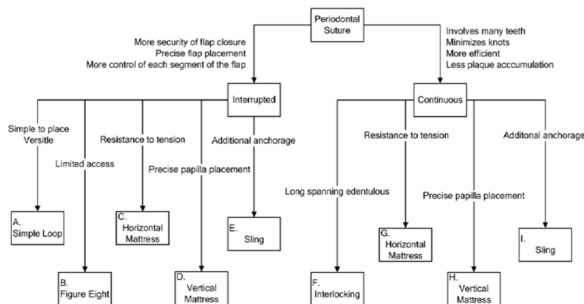 Periodontal
Suture
More security of flap closure
Precise flap placement
More control of each segment of the flap
Involves many teeth
Minimizes knots
More efficient
Less plaque acccumulation
Interrupted
Continuous
Simple to place
Versitle
Limited access
Resistance to tension
Precise papilla placement
Additonal anchorage
Long spanning edentulous
Resistance to tension
Precise papilla placement
Additonal anchorage
A.
Simple Loop
B.
Figure Eight
C.
Horizontal
Mattress
D.
Vertical
Mattress
E.
Sling
F.
Interlocking
G.
Horizontal
Mattress
H.
Vertical
Mattress
I.
Sling